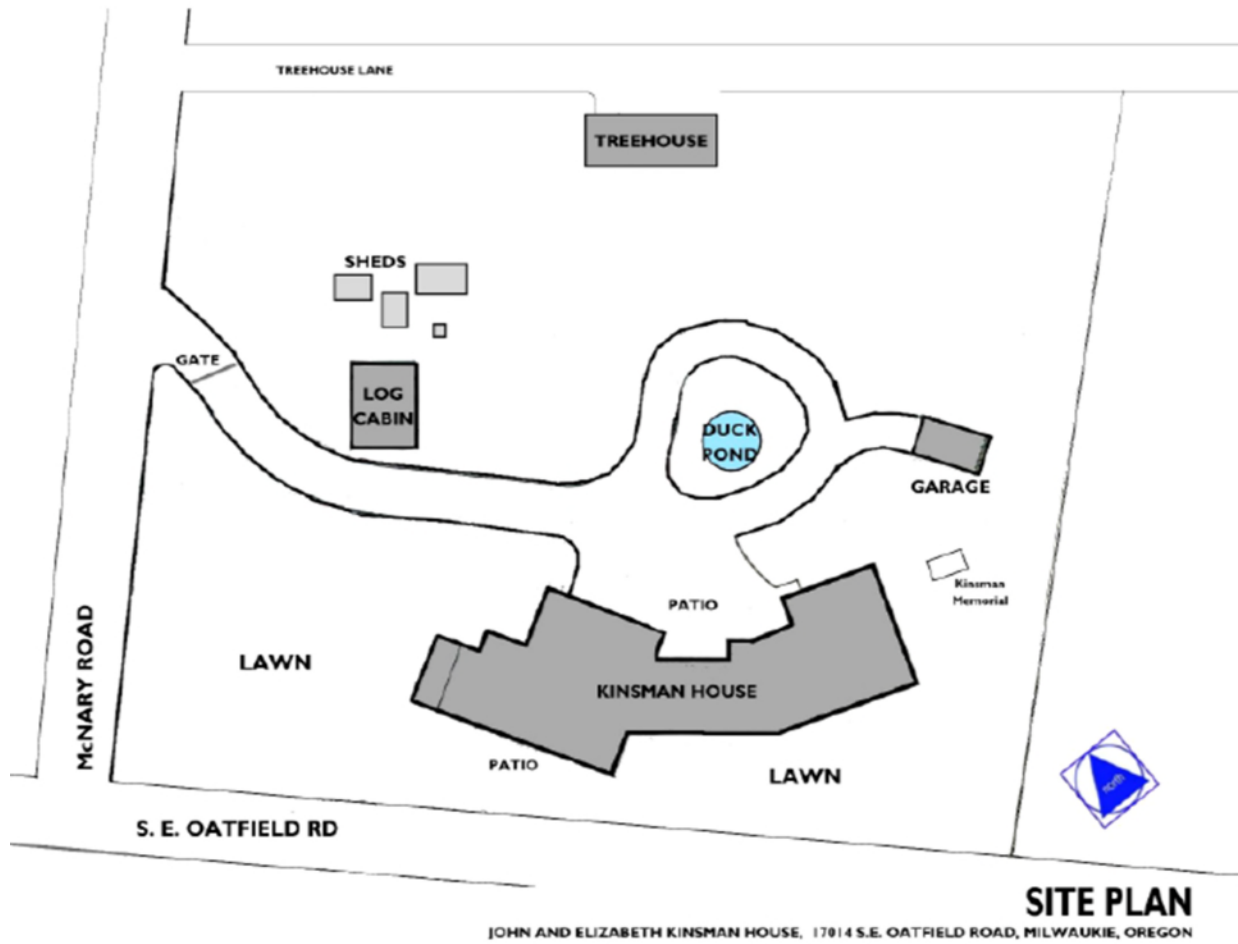 TREEHOUSE LANE
TREEHOUSE
SHEDS
GATE
LOG
CABIN
DUCK
POND
GARAGE
Kinsman
Memorial
PATIO
McNARY ROAD
LAWN
KINSMAN HOUSE
PATIO
LAWN
north
S. E. OATFIELD RD
SITE PLAN
JOHN AND ELIZABETH KINSMAN HOUSE, 17014 S.E. OATFIELD ROAD, MILWAUKIE, OREGON